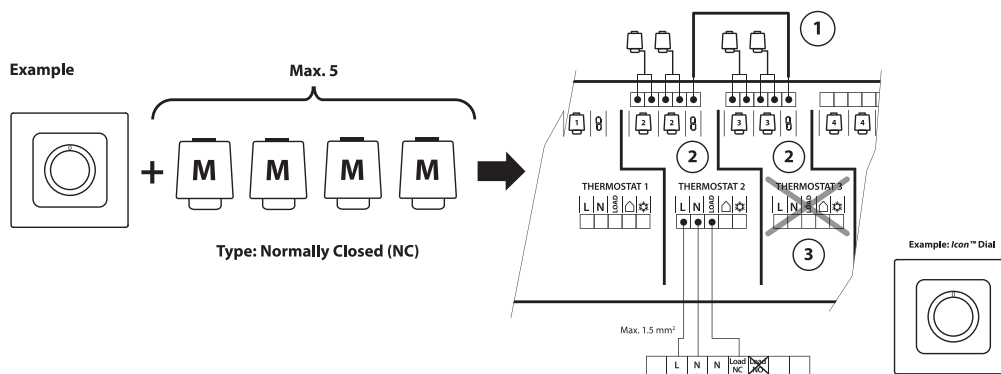 Example
Max. 5
+ M M M M
Type: Normally Closed (NC)
1
1 2 2 3 3 4 4
2 2
THERMOSTAT 1 THERMOSTAT 2 THERMOSTAT 3
L N LOAD L N LOAD L N LOAD
3
Example: Icon™ Dial
Max. 1.5 mm²
L N N Load NC Load NO